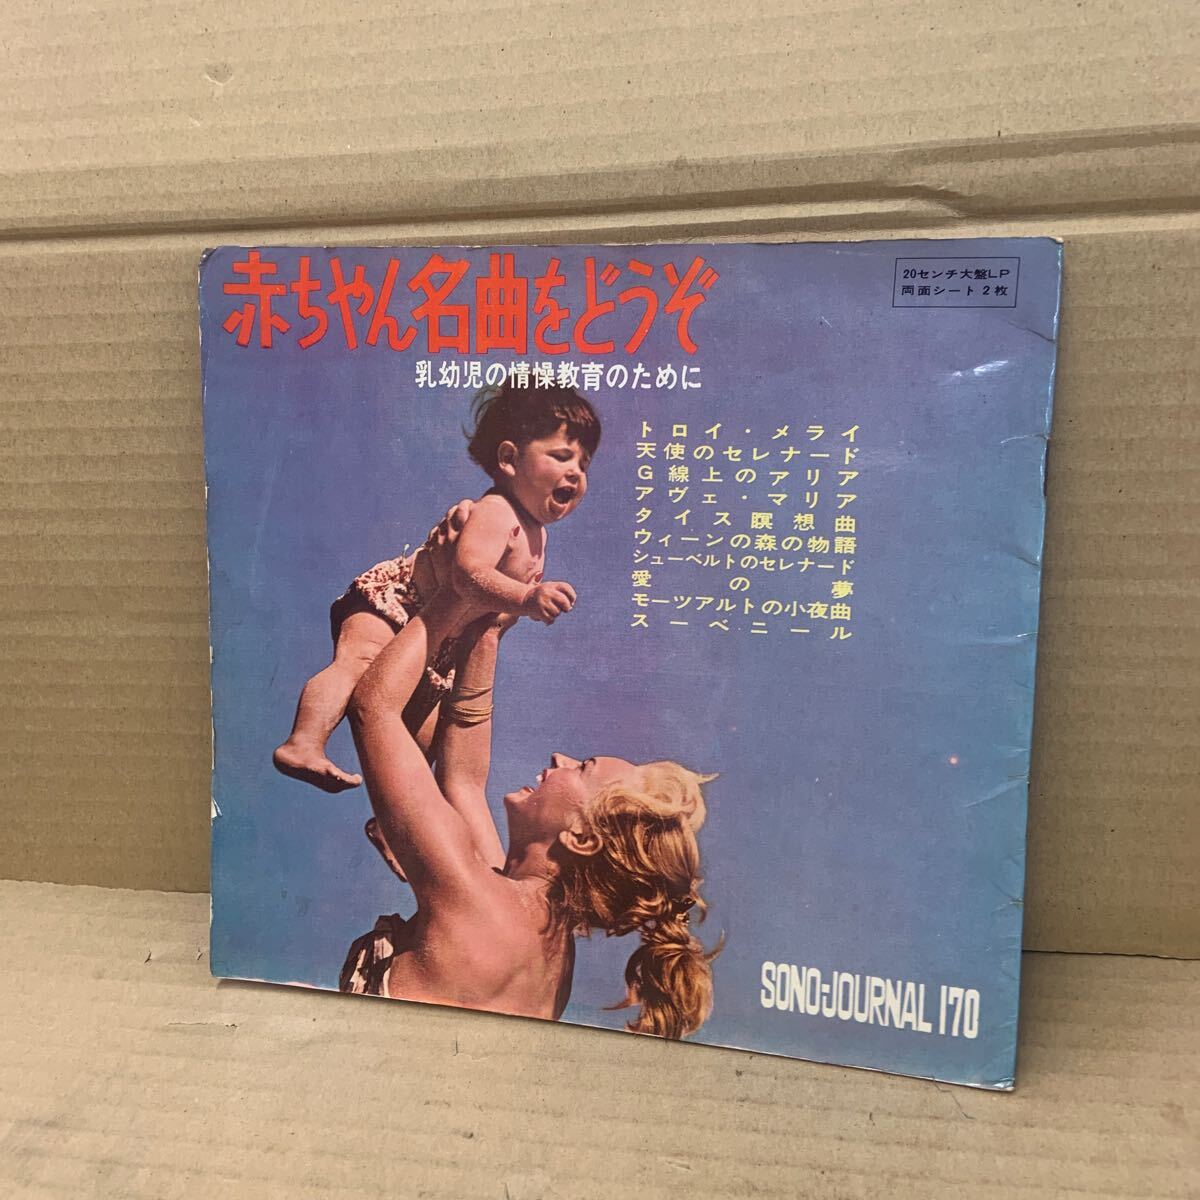 赤ちゃん名曲をどうぞ
乳幼児の情操教育のために
20センチ大盤LP
両面シート2枚
トロイ・メライ
天使のセレナード
G線上のアリア
アヴェ・マリア
タイス瞑想曲
ウィーンの森の物語
シューベルトのセレナード
愛の夢
モーツアルトの小夜曲
スーベニール
SONO-JOURNAL 170